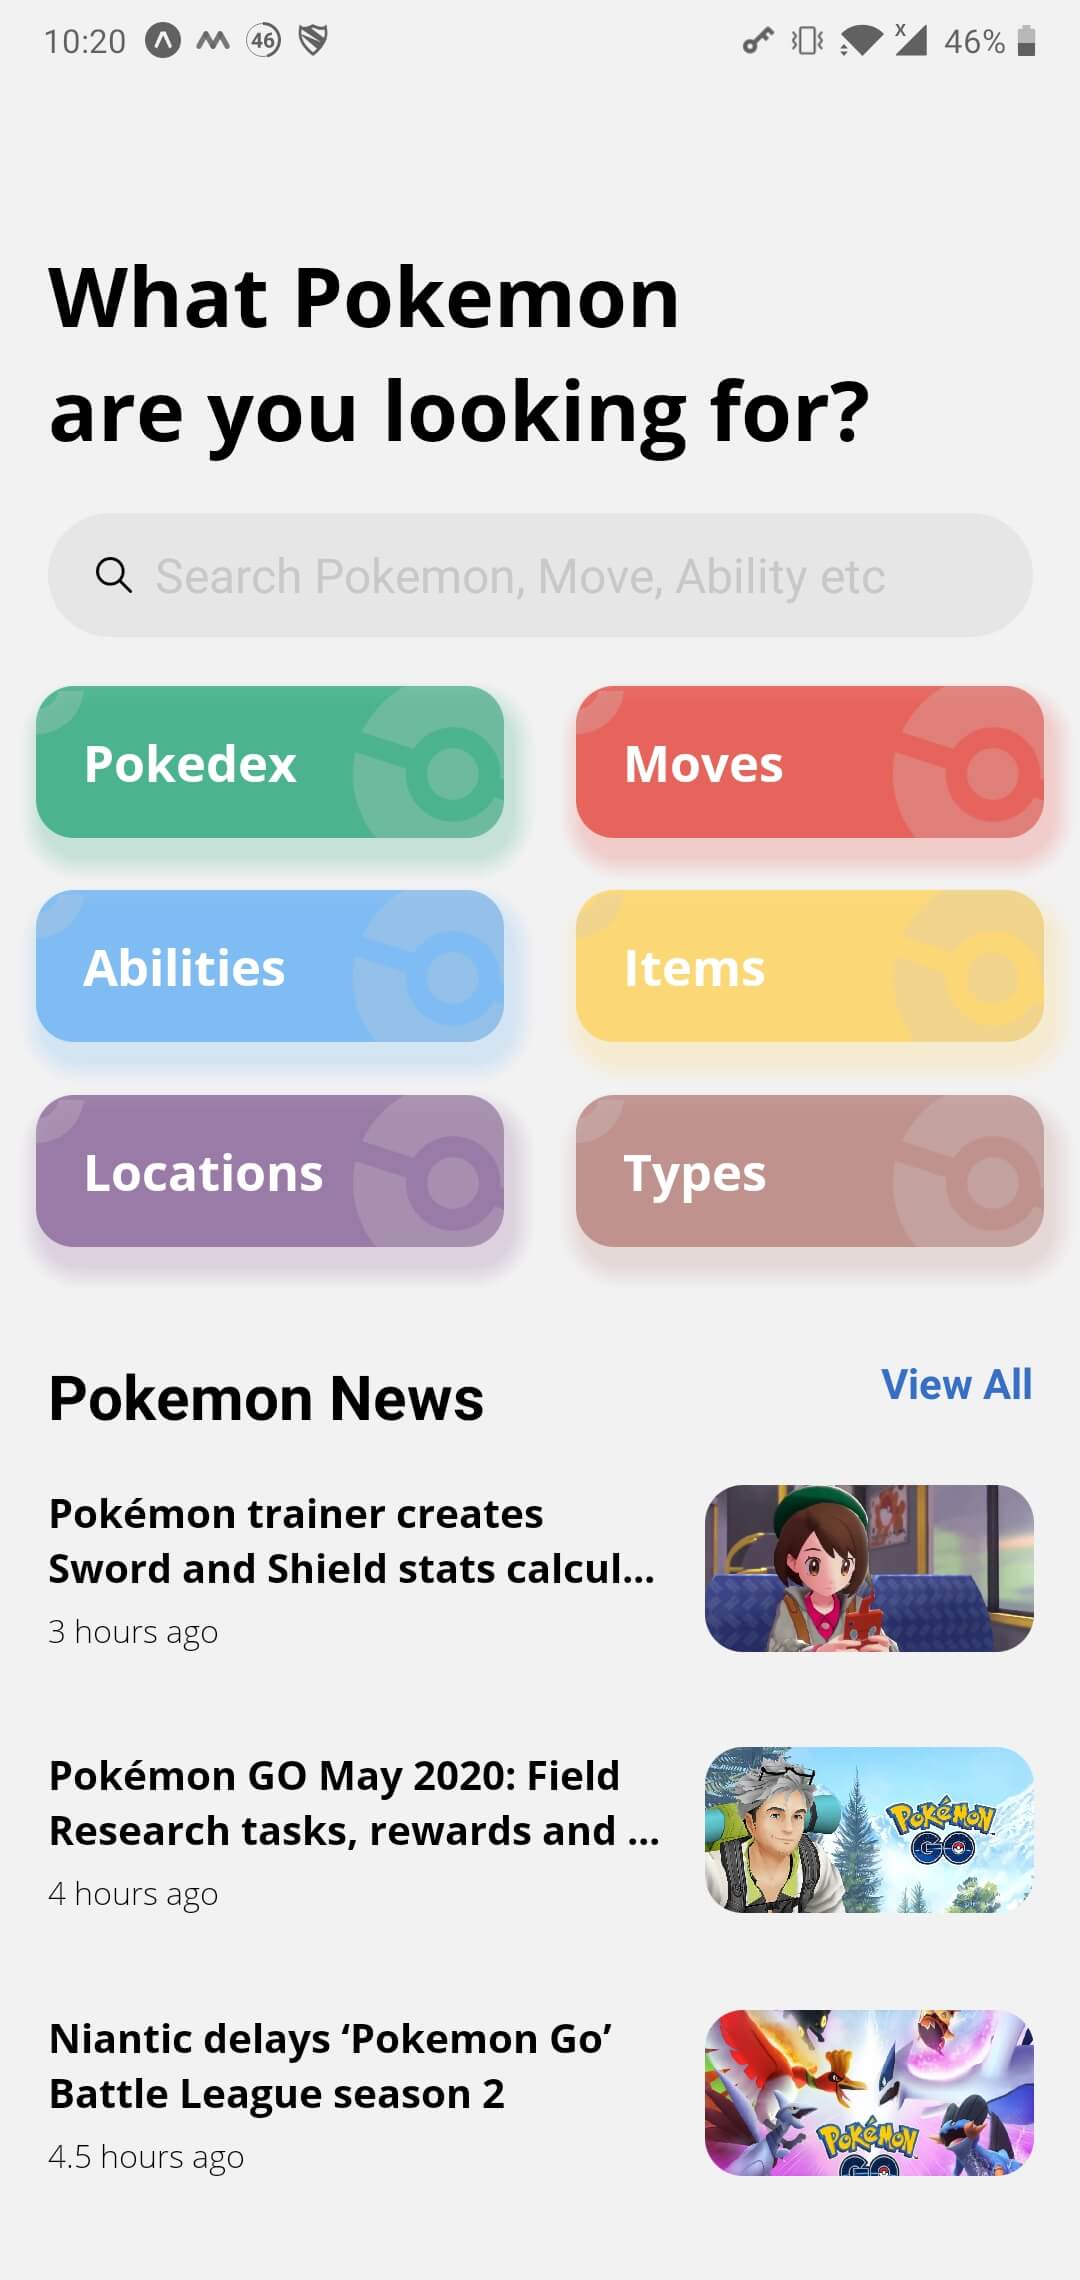 10:20 46 x 46%
What Pokemon
are you looking for?
Search Pokemon, Move, Ability etc
Pokedex
Moves
Abilities
Items
Locations
Types
Pokemon News
View All
Pokémon trainer creates
Sword and Shield stats calcul...
3 hours ago
Pokémon GO May 2020: Field
Research tasks, rewards and ...
4 hours ago
POKéMON
GO
Niantic delays ‘Pokemon Go’
Battle League season 2
4.5 hours ago
POKéMON
GO